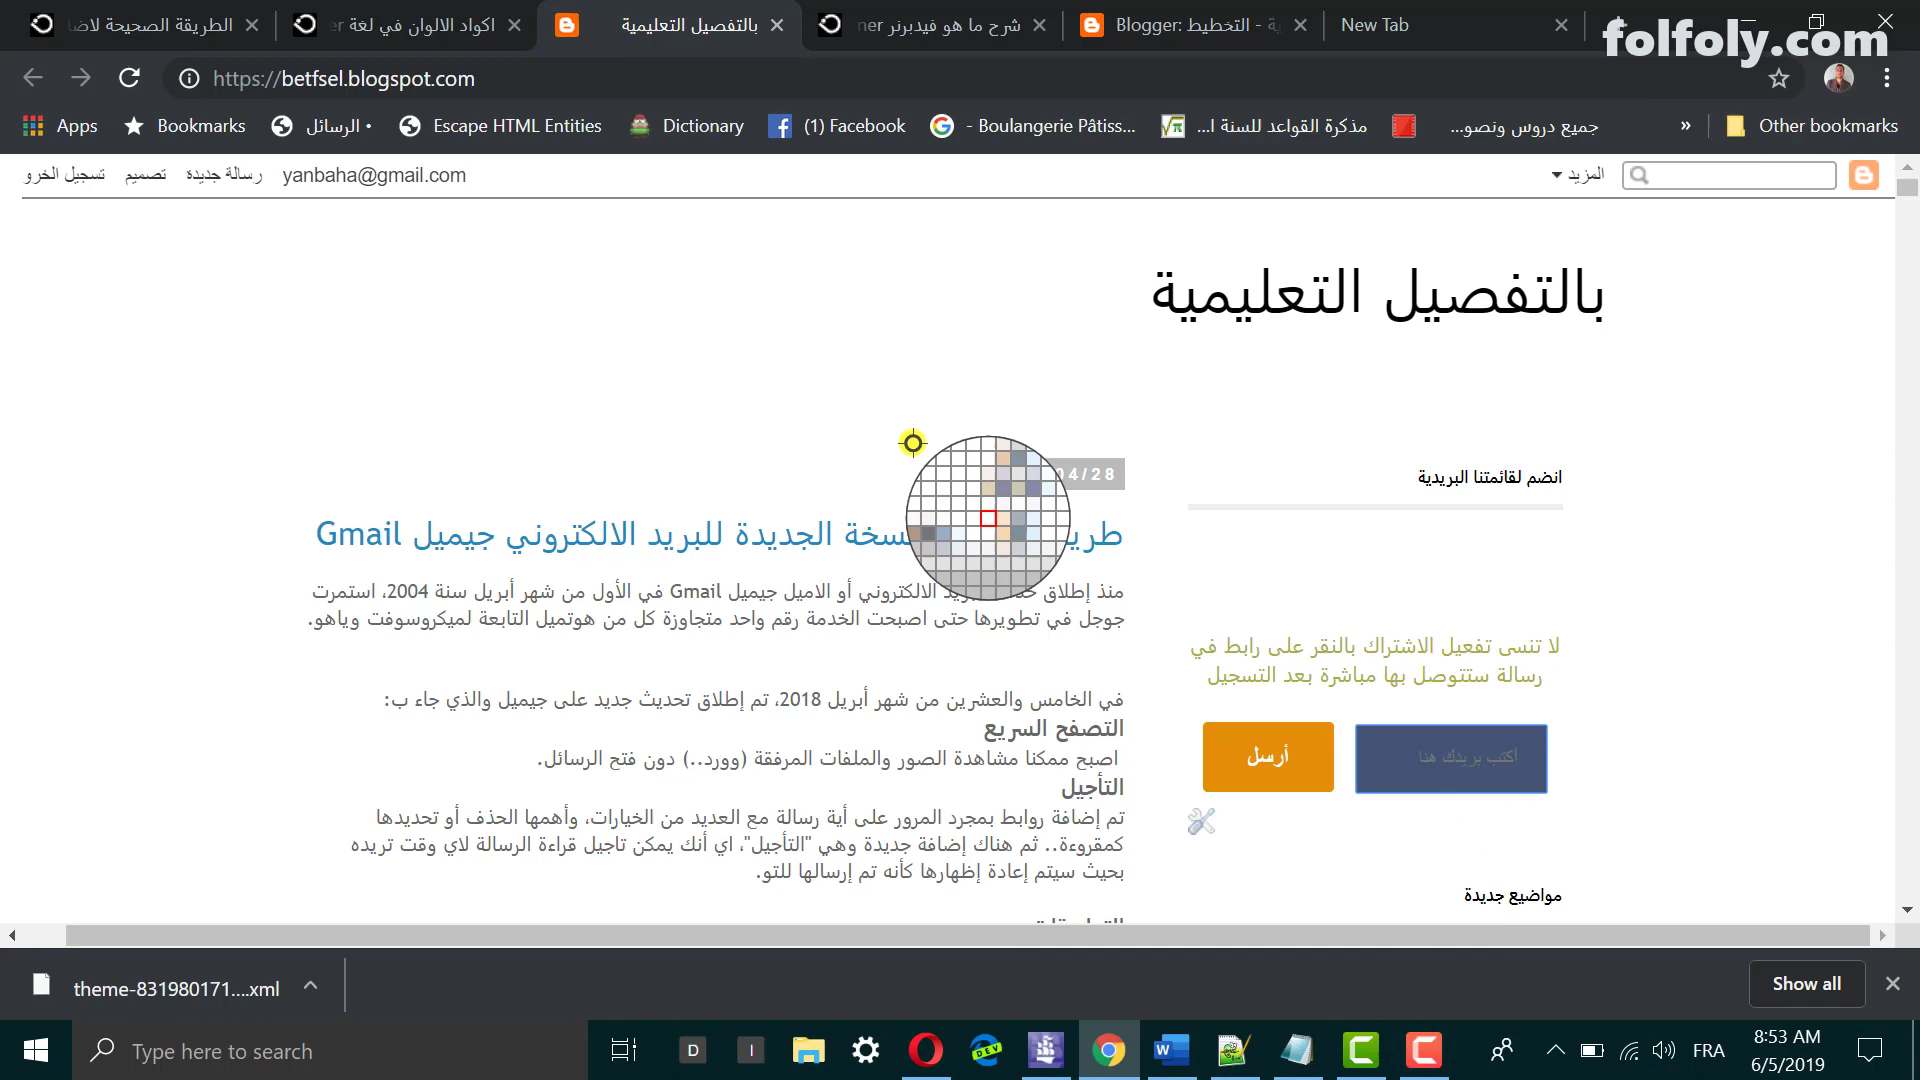 الطريقة الصحيحة لاضا
اكواد الالوان في لغة
بالتفصيل التعليمية
شرح ما هو فيدبرنر
Blogger: التخطيط -
New Tab
folfoly.com
https://betfsel.blogspot.com
Apps
Bookmarks
الرسائل •
Escape HTML Entities
Dictionary
(1) Facebook
- Boulangerie Pâtiss...
مذكرة القواعد للسنة ا...
جميع دروس ونصو...
»
Other bookmarks
المزيد
yanbaha@gmail.com
رسالة جديدة
تصميم
تسجيل الخرو
بالتفصيل التعليمية
انضم لقائمتنا البريدية
لا تنسى تفعيل الاشتراك بالنقر على رابط في
رسالة ستتوصل بها مباشرة بعد التسجيل
اكتب بريدك هنا
أرسل
مواضيع جديدة
4/28
نسخة الجديدة للبريد الالكتروني جيميل Gmail
منذ إطلاق الالكتروني أو الاميل جيميل Gmail في الأول من شهر أبريل سنة 2004، استمرت
جوجل في تطويرها حتى اصبحت الخدمة رقم واحد متجاوزة كل من هوتميل التابعة لميكروسوفت وياهو.
في الخامس والعشرين من شهر أبريل 2018، تم إطلاق تحديث جديد على جيميل والذي جاء ب:
التصفح السريع
اصبح ممكنا مشاهدة الصور والملفات المرفقة (وورد..) دون فتح الرسائل.
التأجيل
تم إضافة روابط بمجرد المرور على أية رسالة مع العديد من الخيارات، وأهمها الحذف أو تحديدها
كمقروءة.. ثم هناك إضافة جديدة وهي "التأجيل"، اي أنك يمكن تاجيل قراءة الرسالة لاي وقت تريده
بحيث سيتم إعادة إظهارها كأنه تم إرسالها للتو.
theme-831980171....xml
Show all
Type here to search
D
I
DEV
FRA
8:53 AM
6/5/2019